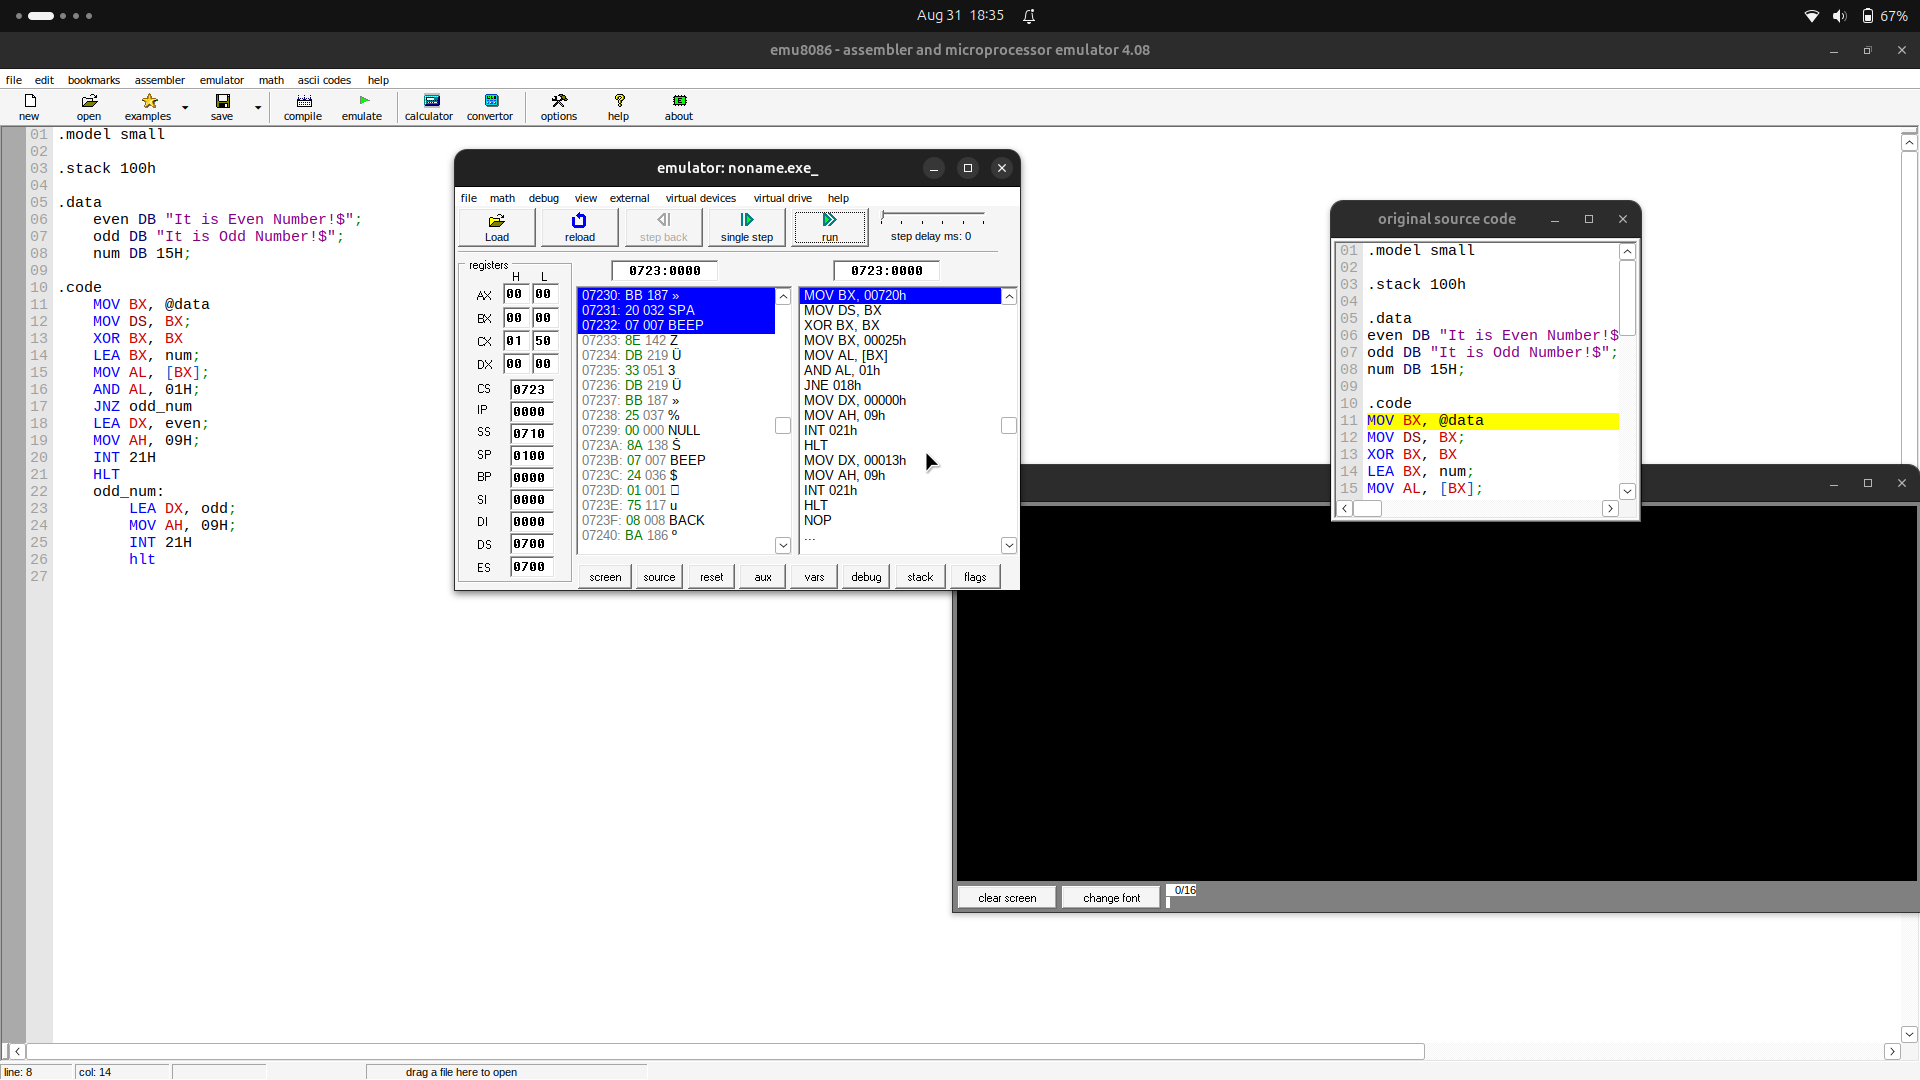 Aug 31 18:35
67%
emu8086 - assembler and microprocessor emulator 4.08
file edit bookmarks assembler emulator math ascii codes help
new open examples save compile emulate calculator convertor options help about
01 .model small
02
03 .stack 100h
04
05 .data
06 even DB "It is Even Number!$";
07 odd DB "It is Odd Number!$";
08 num DB 15H;
09
10 .code
11 MOV BX, @data
12 MOV DS, BX;
13 XOR BX, BX
14 LEA BX, num;
15 MOV AL, [BX];
16 AND AL, 01H;
17 JNZ odd_num
18 LEA DX, even;
19 MOV AH, 09H;
20 INT 21H
21 HLT
22 odd_num:
23 LEA DX, odd;
24 MOV AH, 09H;
25 INT 21H
26 hlt
27
emulator: noname.exe_
file math debug view external virtual devices virtual drive help
Load reload step back single step run step delay ms: 0
registers
H L
AX 00 00
BX 00 00
CX 01 50
DX 00 00
CS 0723
IP 0000
SS 0710
SP 0100
BP 0000
SI 0000
DI 0000
DS 0700
ES 0700
0723:0000 0723:0000
07230: BB 187 »
07231: 20 032 SPA
07232: 07 007 BEEP
07233: 8E 142 Z
07234: DB 219 Ü
07235: 33 051 3
07236: DB 219 Ü
07237: BB 187 »
07238: 25 037 %
07239: 00 000 NULL
0723A: 8A 138 Š
0723B: 07 007 BEEP
0723C: 24 036 $
0723D: 01 001 □
0723E: 75 117 u
0723F: 08 008 BACK
07240: BA 186 º
MOV BX, 00720h
MOV DS, BX
XOR BX, BX
MOV BX, 00025h
MOV AL, [BX]
AND AL, 01h
JNE 018h
MOV DX, 00000h
MOV AH, 09h
INT 021h
HLT
MOV DX, 00013h
MOV AH, 09h
INT 021h
HLT
NOP
...
screen source reset aux vars debug stack flags
original source code
01 .model small
02
03 .stack 100h
04
05 .data
06 even DB "It is Even Number!$
07 odd DB "It is Odd Number!$";
08 num DB 15H;
09
10 .code
11 MOV BX, @data
12 MOV DS, BX;
13 XOR BX, BX
14 LEA BX, num;
15 MOV AL, [BX];
clear screen change font 0/16
line: 8 col: 14 drag a file here to open